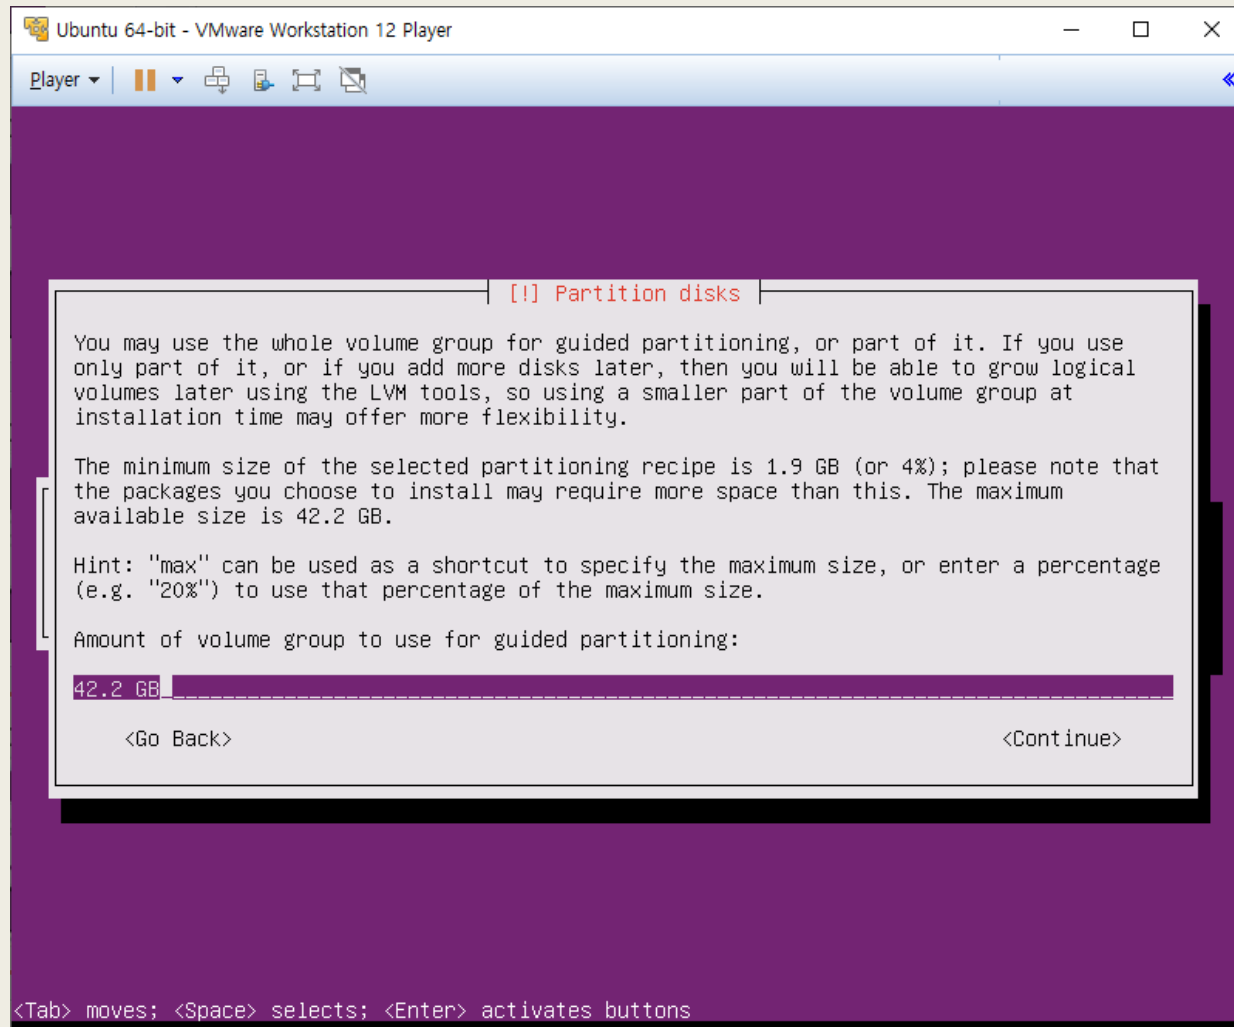 Ubuntu 64-bit - VMware Workstation 12 Player
Player
[!] Partition disks
You may use the whole volume group for guided partitioning, or part of it. If you use
only part of it, or if you add more disks later, then you will be able to grow logical
volumes later using the LVM tools, so using a smaller part of the volume group at
installation time may offer more flexibility.
The minimum size of the selected partitioning recipe is 1.9 GB (or 4%); please note that
the packages you choose to install may require more space than this. The maximum
available size is 42.2 GB.
Hint: "max" can be used as a shortcut to specify the maximum size, or enter a percentage
(e.g. "20%") to use that percentage of the maximum size.
Amount of volume group to use for guided partitioning:
42.2 GB
<Go Back> <Continue>
<Tab> moves; <Space> selects; <Enter> activates buttons